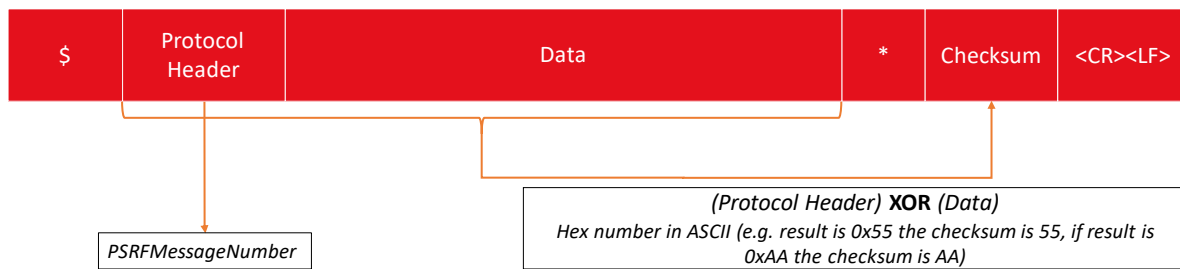 $
Protocol
Header
Data
*
Checksum
<CR><LF>
(Protocol Header) XOR (Data)
Hex number in ASCII (e.g. result is 0x55 the checksum is 55, if result is
0xAA the checksum is AA)
PSRFMessageNumber